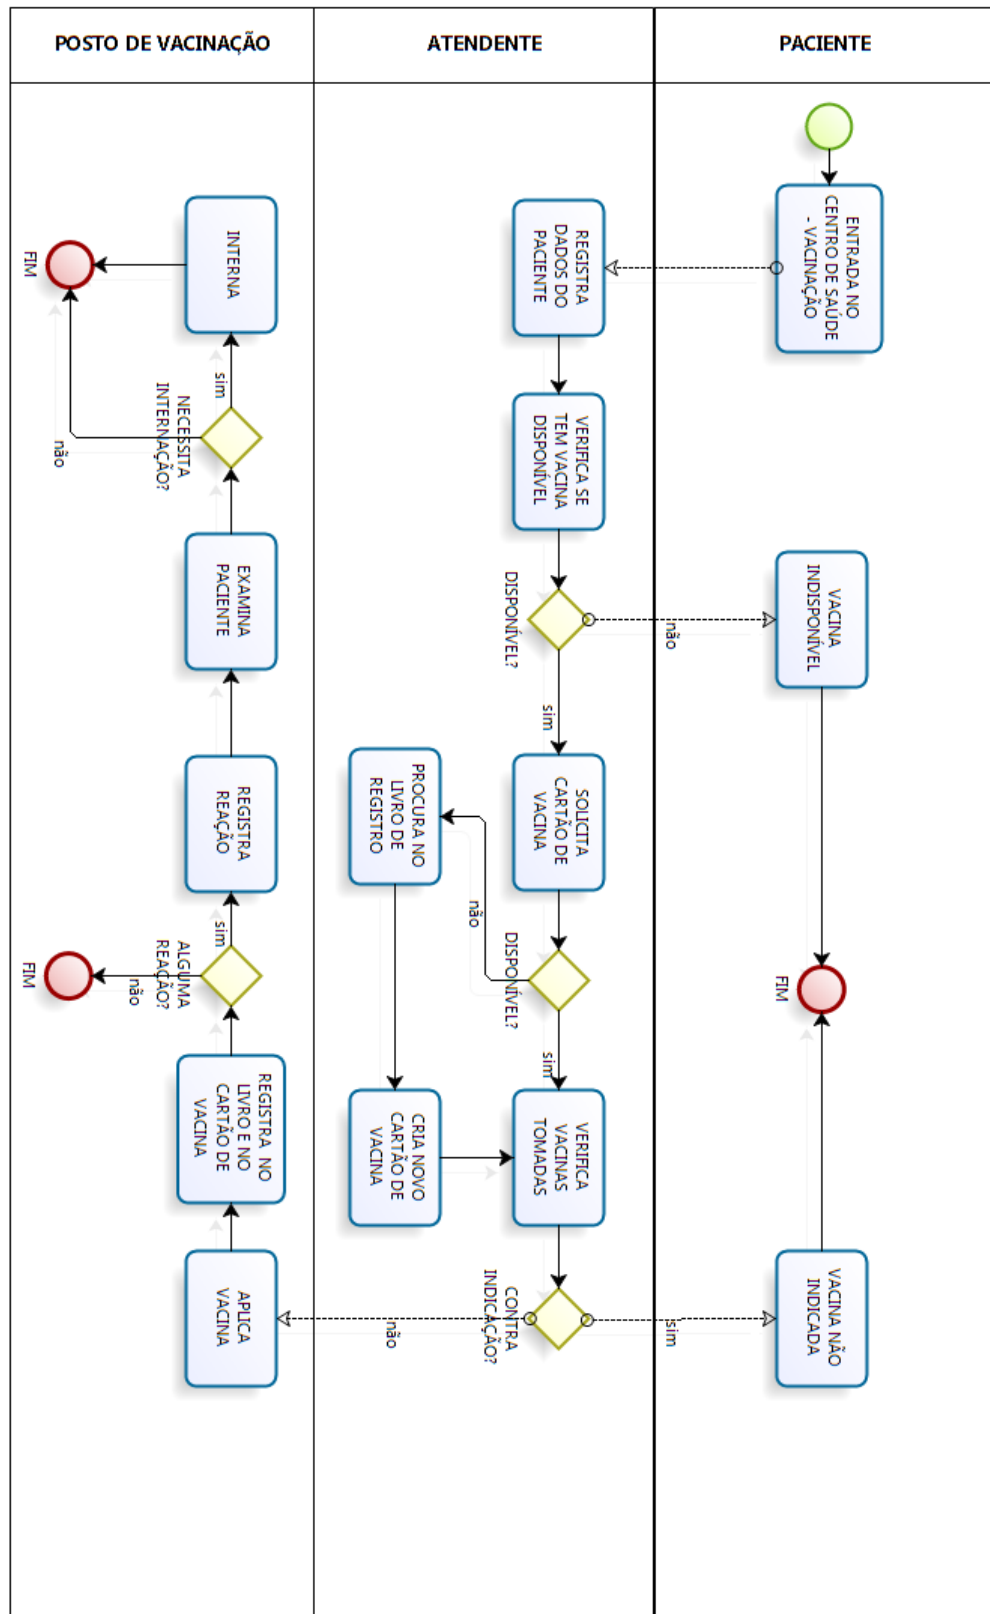 POSTO DE VACINAÇÃO
ATENDENTE
PACIENTE
ENTRADA NO
CENTRO DE SAÚDE
- VACINAÇÃO
VACINA
INDISPONÍVEL
FIM
VACINA NÃO
INDICADA
REGISTRA
DADOS DO
PACIENTE
VERIFICA SE
TEM VACINA
DISPONÍVEL
DISPONÍVEL?
não
sim
SOLICITA
CARTÃO DE
VACINA
DISPONÍVEL?
não
sim
PROCURA NO
LIVRO DE
REGISTRO
CRIA NOVO
CARTÃO DE
VACINA
VERIFICA
VACINAS
TOMADAS
CONTRA
INDICAÇÃO?
sim
não
APLICA
VACINA
REGISTRA NO
LIVRO E NO
CARTÃO DE
VACINA
ALGUMA
REAÇÃO?
sim
não
FIM
REGISTRA
REAÇÃO
EXAMINA
PACIENTE
NECESSITA
INTERNAÇÃO?
sim
não
INTERNA
FIM